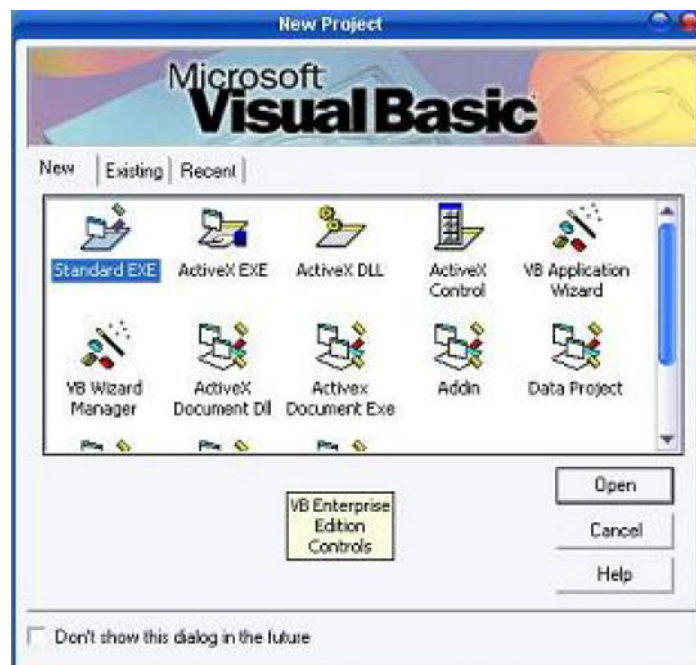 New Project
Microsoft
Visual Basic
New Existing Recent
Standard EXE
ActiveX EXE
ActiveX DLL
ActiveX
Control
VB Application
Wizard
VB Wizard
Manager
ActiveX
Document Dll
Activex
Document Exe
Addin
Data Project
VB Enterprise
Edition
Controls
Open
Cancel
Help
Don't show this dialog in the future